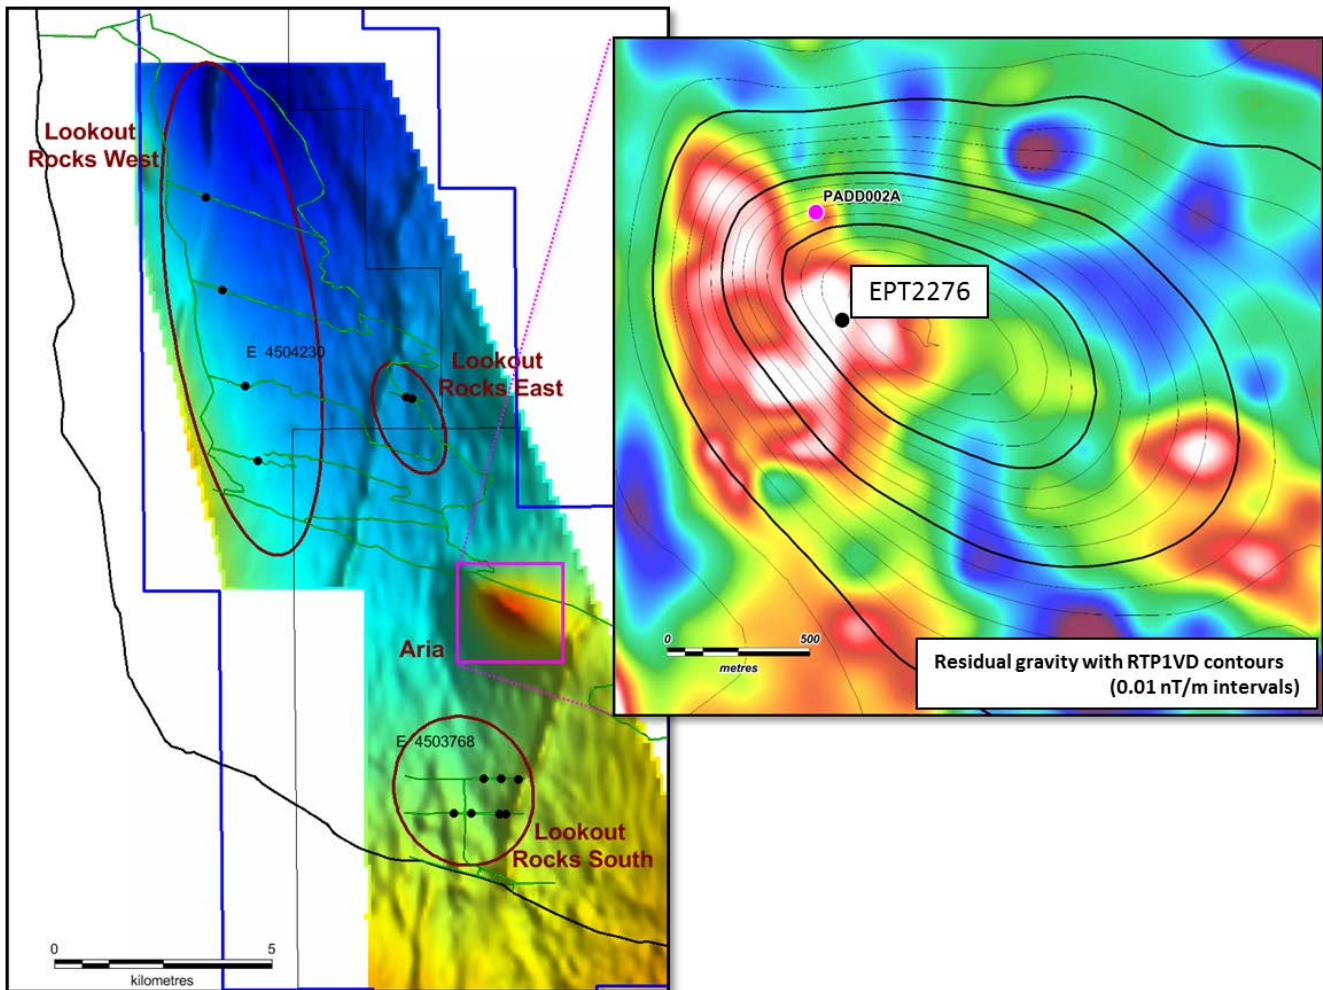 Lookout
Rocks West
E 4504230
Lookout
Rocks East
Aria
E 4503768
Lookout
Rocks South
0 5
kilometres
PADD002A
EPT2276
0 500
metres
Residual gravity with RTP1VD contours
(0.01 nT/m intervals)